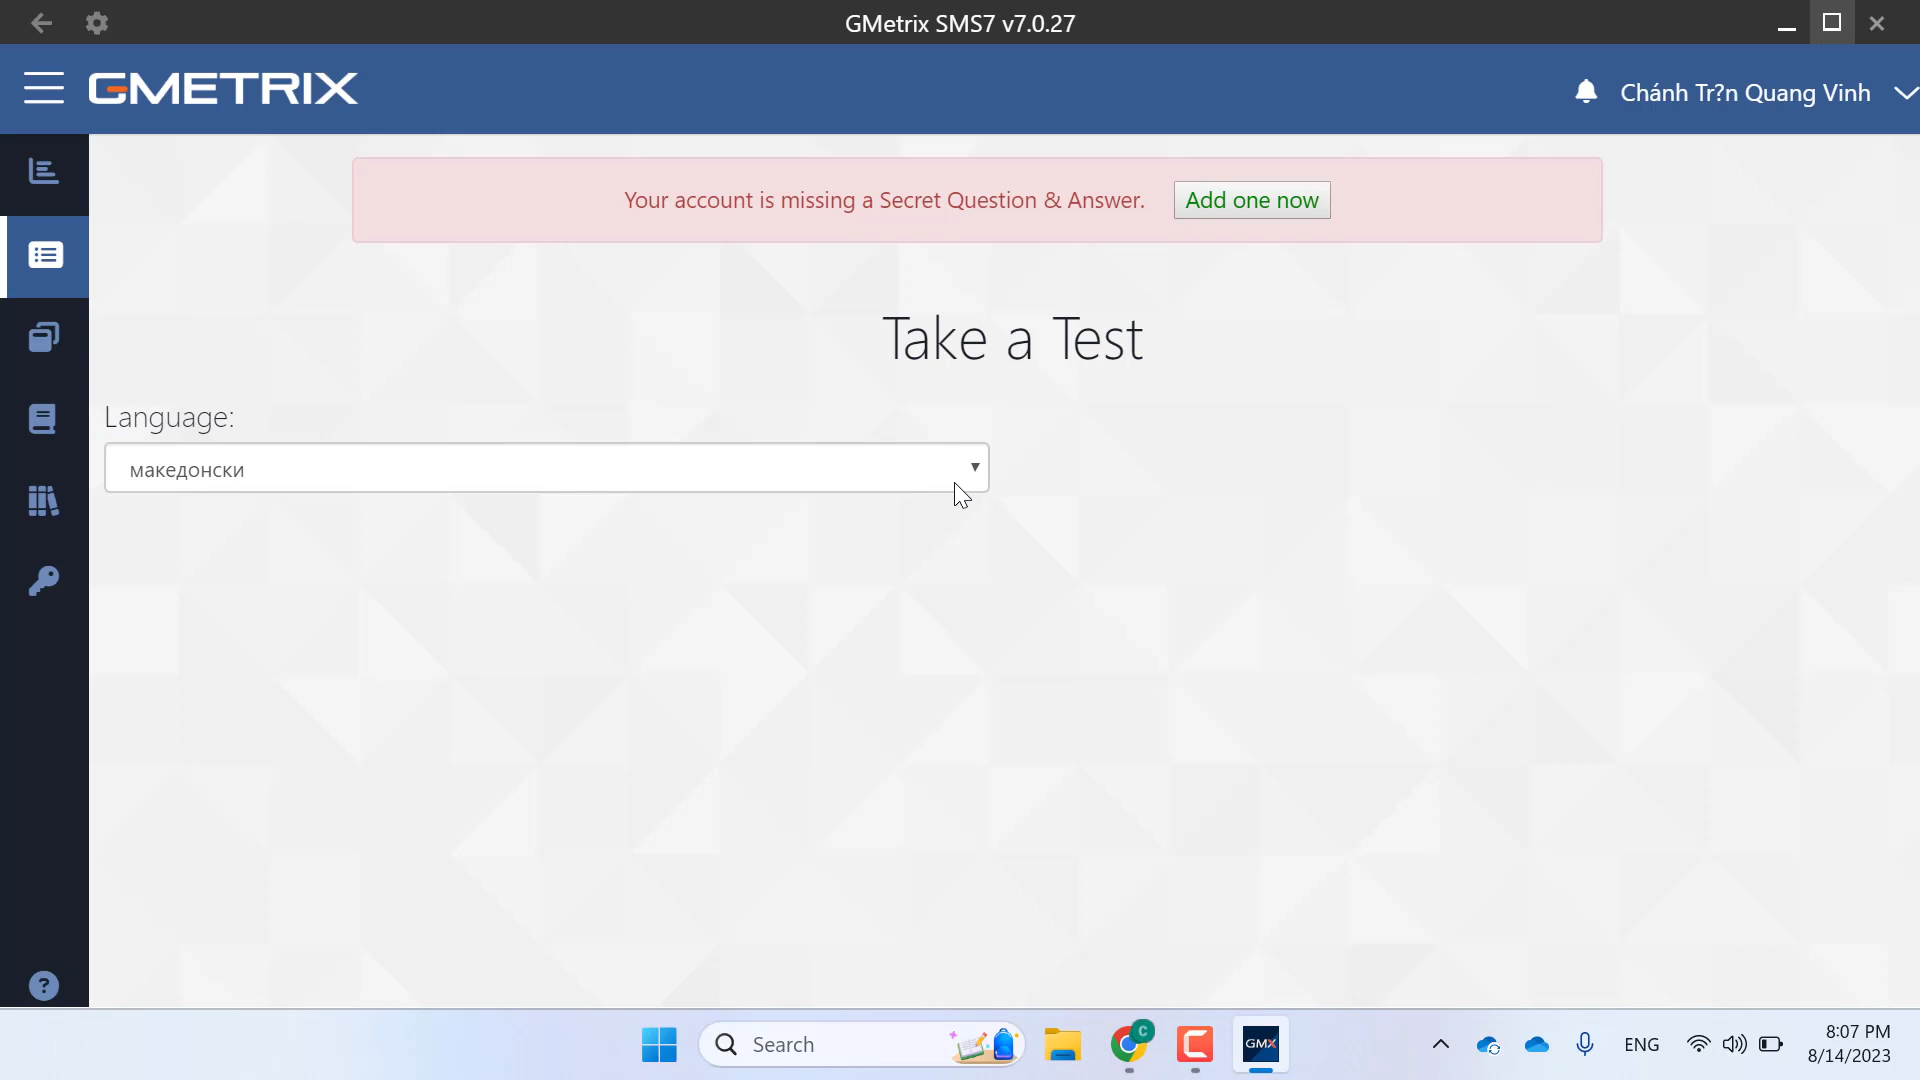 GMetrix SMS7 v7.0.27
GMETRIX
Chánh Tr?n Quang Vinh
Your account is missing a Secret Question & Answer.
Add one now
Take a Test
Language:
македонски
?
Search
C
GMX
ENG
8:07 PM
8/14/2023